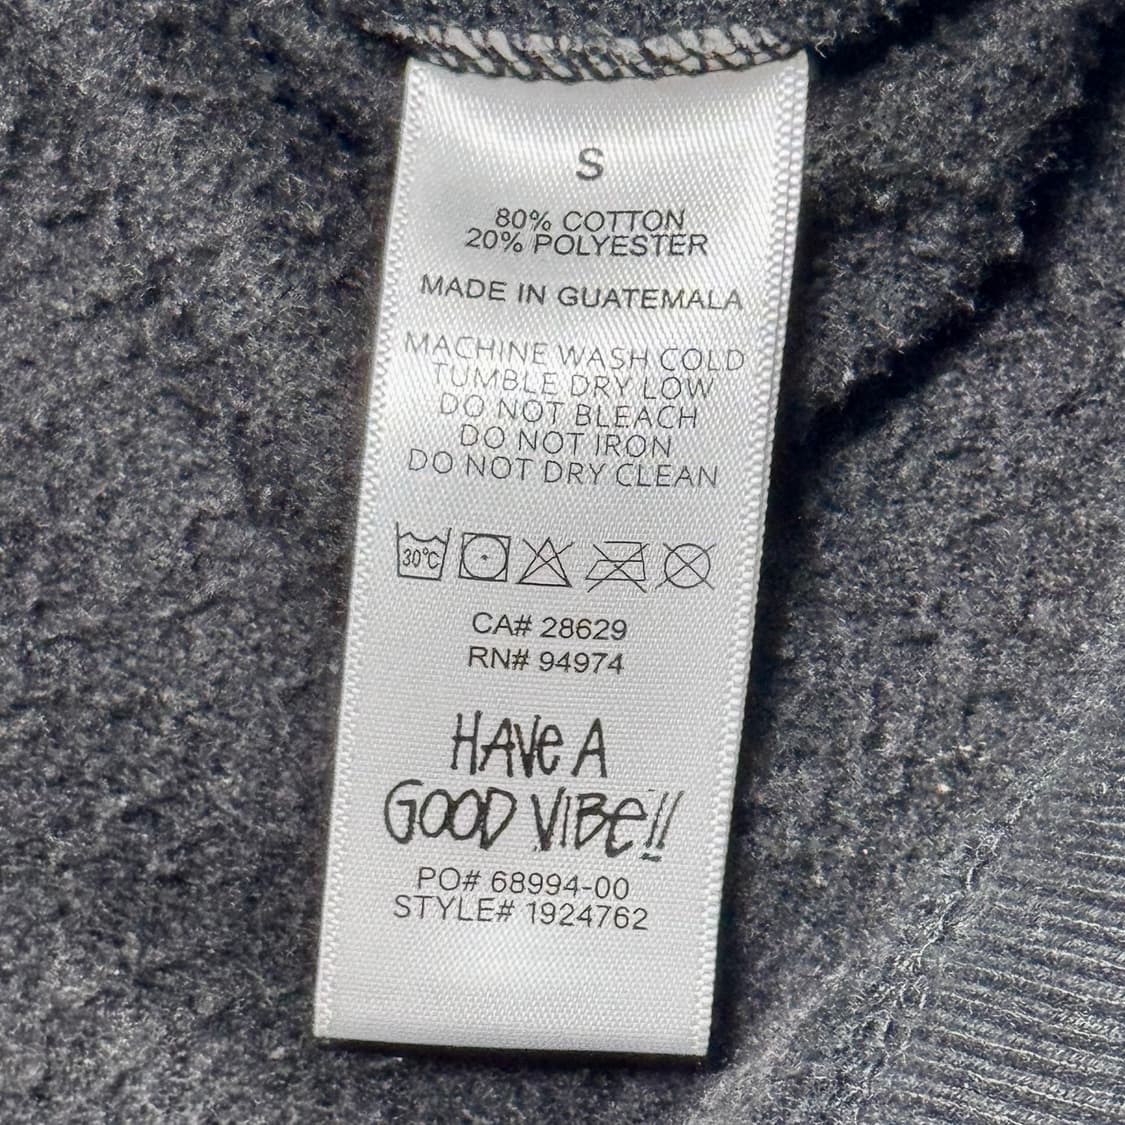 S
80% COTTON
20% POLYESTER
MADE IN GUATEMALA
MACHINE WASH COLD
TUMBLE DRY LOW
DO NOT BLEACH
DO NOT IRON
DO NOT DRY CLEAN
30°C
CA# 28629
RN# 94974
HAVe A
GOOD VIBe!!
PO# 68994-00
STYLE# 1924762